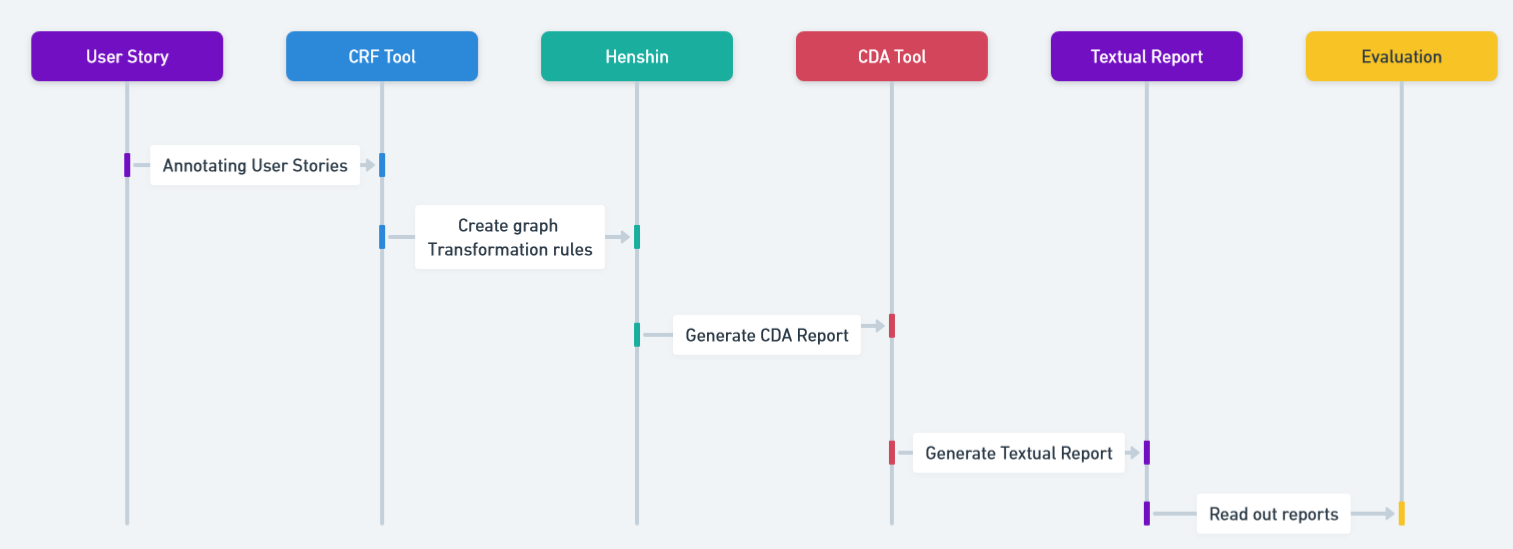 User Story
CRF Tool
Henshin
CDA Tool
Textual Report
Evaluation
Annotating User Stories
Create graph
Transformation rules
Generate CDA Report
Generate Textual Report
Read out reports